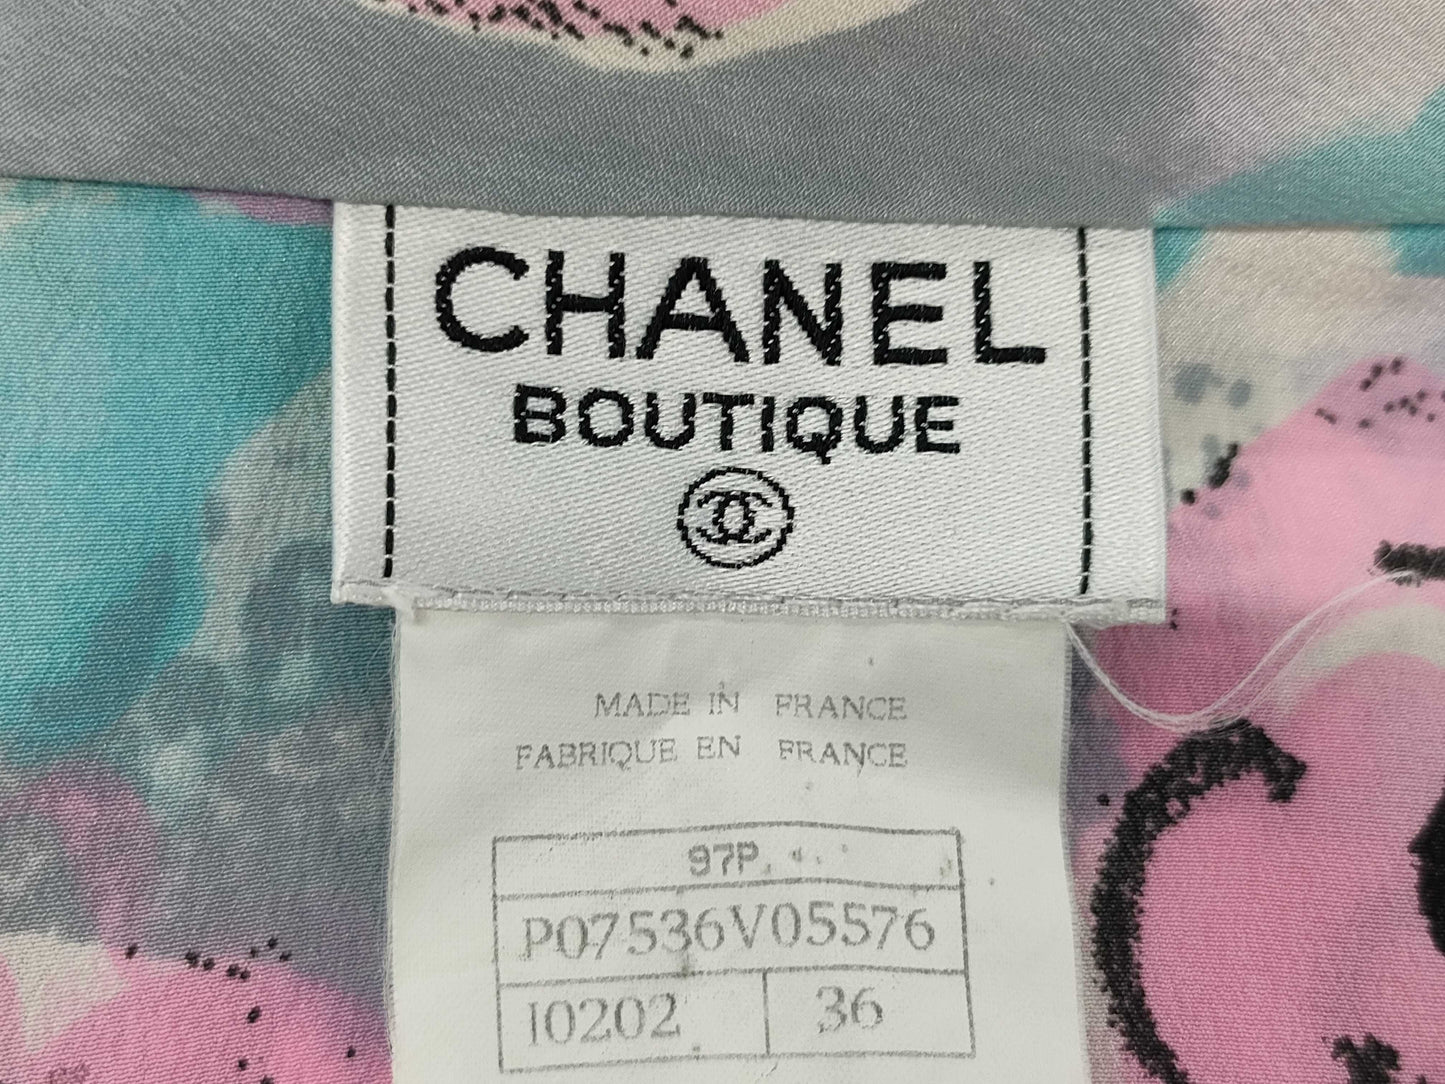 CHANEL
BOUTIQUE
MADE IN FRANCE
FABRIQUE EN FRANCE
97P
P07536V05576
10202 36